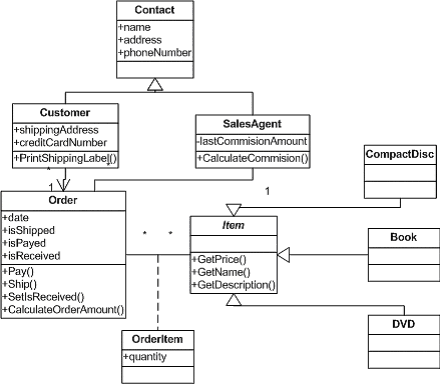 Contact
+name
+address
+phoneNumber
Customer
+shippingAddress
+creditCardNumber
+PrintShippingLabel()
SalesAgent
-lastCommisionAmount
+CalculateCommision()
CompactDisc
*
1
1
Order
+date
+isShipped
+isPayed
+isReceived
+Pay()
+Ship()
+SetIsReceived()
+CalculateOrderAmount()
*
*
Item
+GetPrice()
+GetName()
+GetDescription()
Book
OrderItem
+quantity
DVD